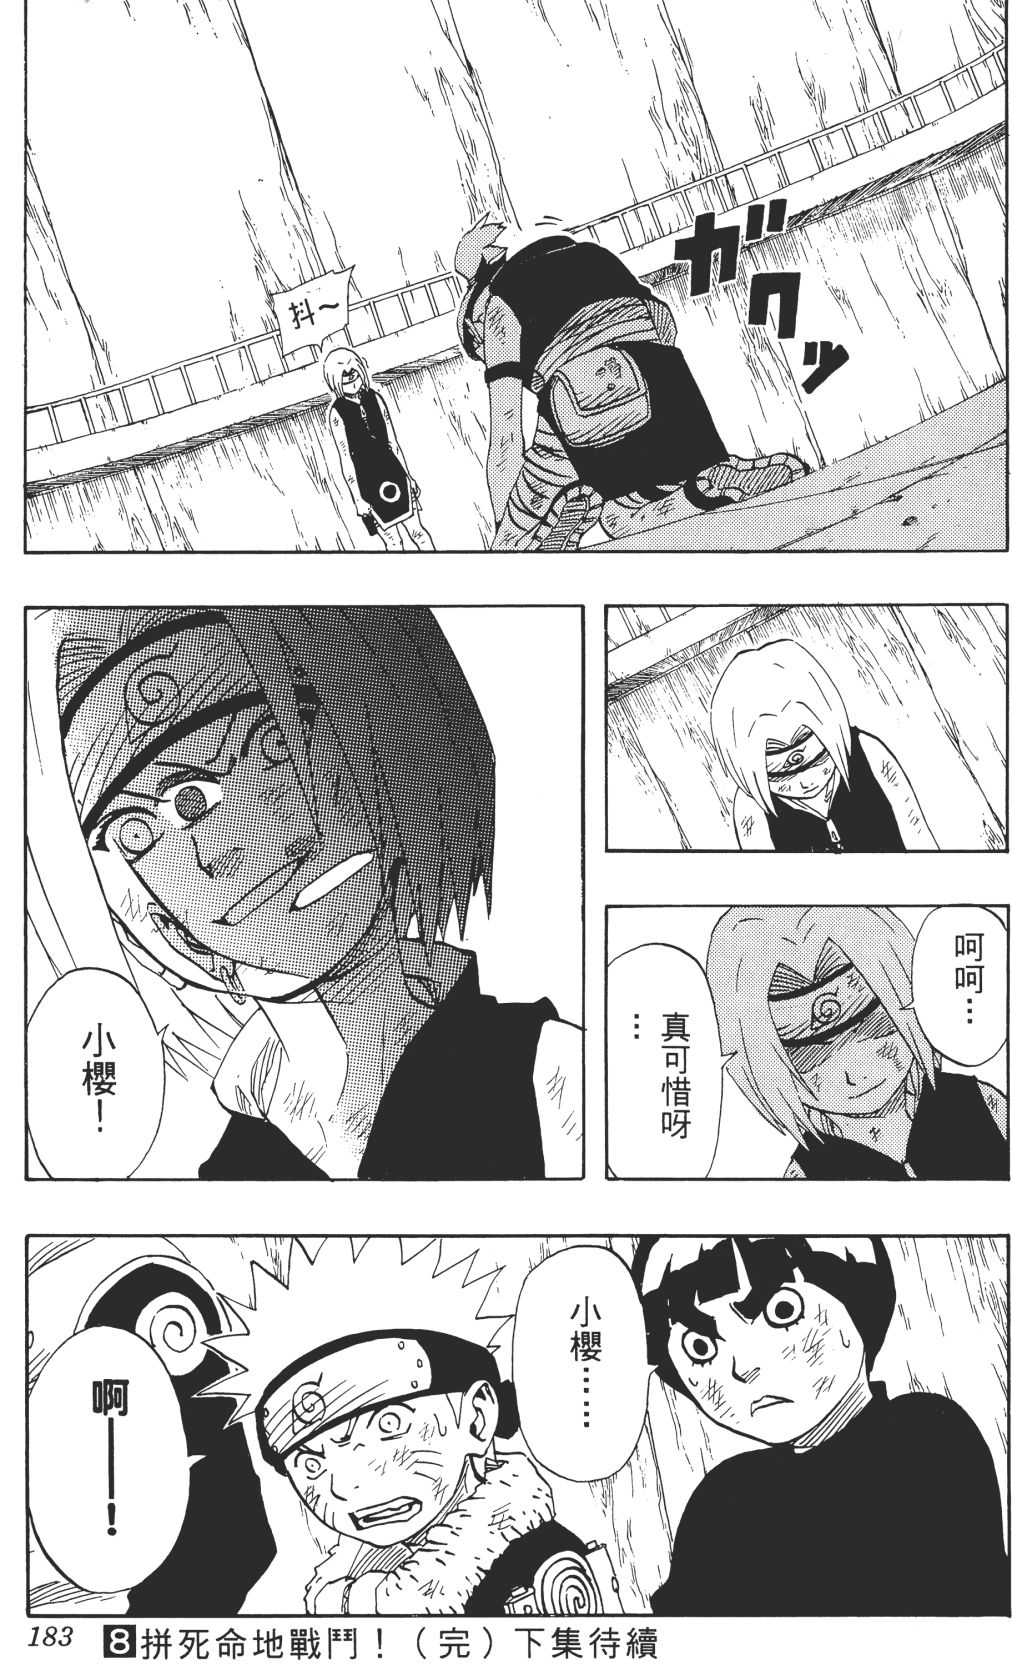 ガクッ
抖～
呵呵…
真可惜呀
…
小櫻！
小櫻……
啊──！
183
8拼死命地戰鬥！（完）下集待續